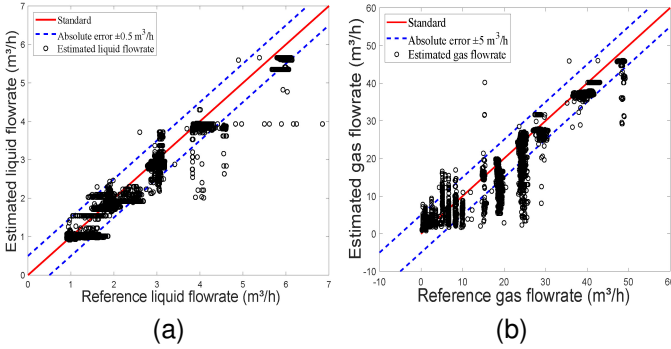 7
6
5
4
3
2
1
0
Estimated liquid flowrate (m³/h)
Standard
Absolute error ±0.5 m³/h
Estimated liquid flowrate
0 1 2 3 4 5 6 7
Reference liquid flowrate (m³/h)
(a)
60
50
40
30
20
10
0
-10
Estimated gas flowrate (m³/h)
Standard
Absolute error ±5 m³/h
Estimated gas flowrate
-10 0 10 20 30 40 50 60
Reference gas flowrate (m³/h)
(b)